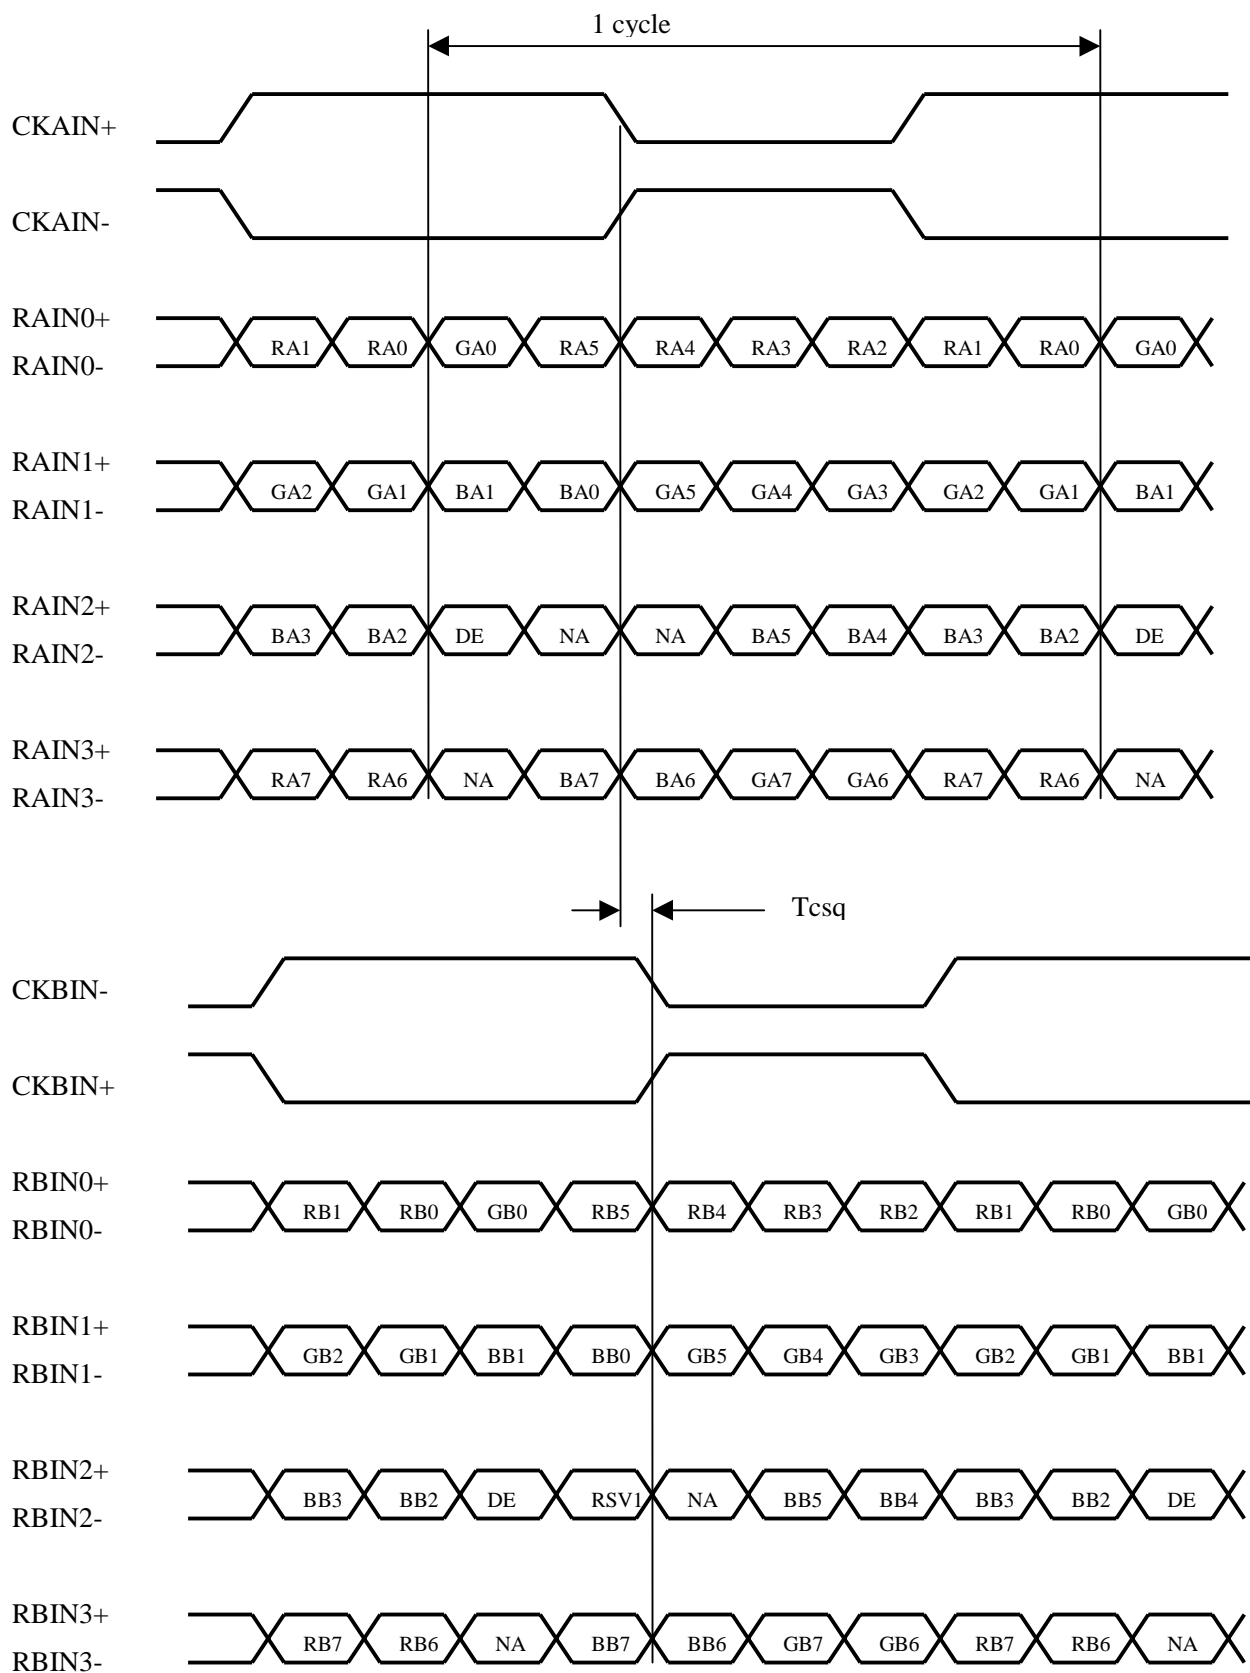 1 cycle
CKAIN+
CKAIN-
RAIN0+
RA1 RA0 GA0 RA5 RA4 RA3 RA2 RA1 RA0 GA0
RAIN0-
RAIN1+
GA2 GA1 BA1 BA0 GA5 GA4 GA3 GA2 GA1 BA1
RAIN1-
RAIN2+
BA3 BA2 DE NA NA BA5 BA4 BA3 BA2 DE
RAIN2-
RAIN3+
RA7 RA6 NA BA7 BA6 GA7 GA6 RA7 RA6 NA
RAIN3-
Tcsq
CKBIN-
CKBIN+
RBIN0+
RB1 RB0 GB0 RB5 RB4 RB3 RB2 RB1 RB0 GB0
RBIN0-
RBIN1+
GB2 GB1 BB1 BB0 GB5 GB4 GB3 GB2 GB1 BB1
RBIN1-
RBIN2+
BB3 BB2 DE RSV1 NA BB5 BB4 BB3 BB2 DE
RBIN2-
RBIN3+
RB7 RB6 NA BB7 BB6 GB7 GB6 RB7 RB6 NA
RBIN3-